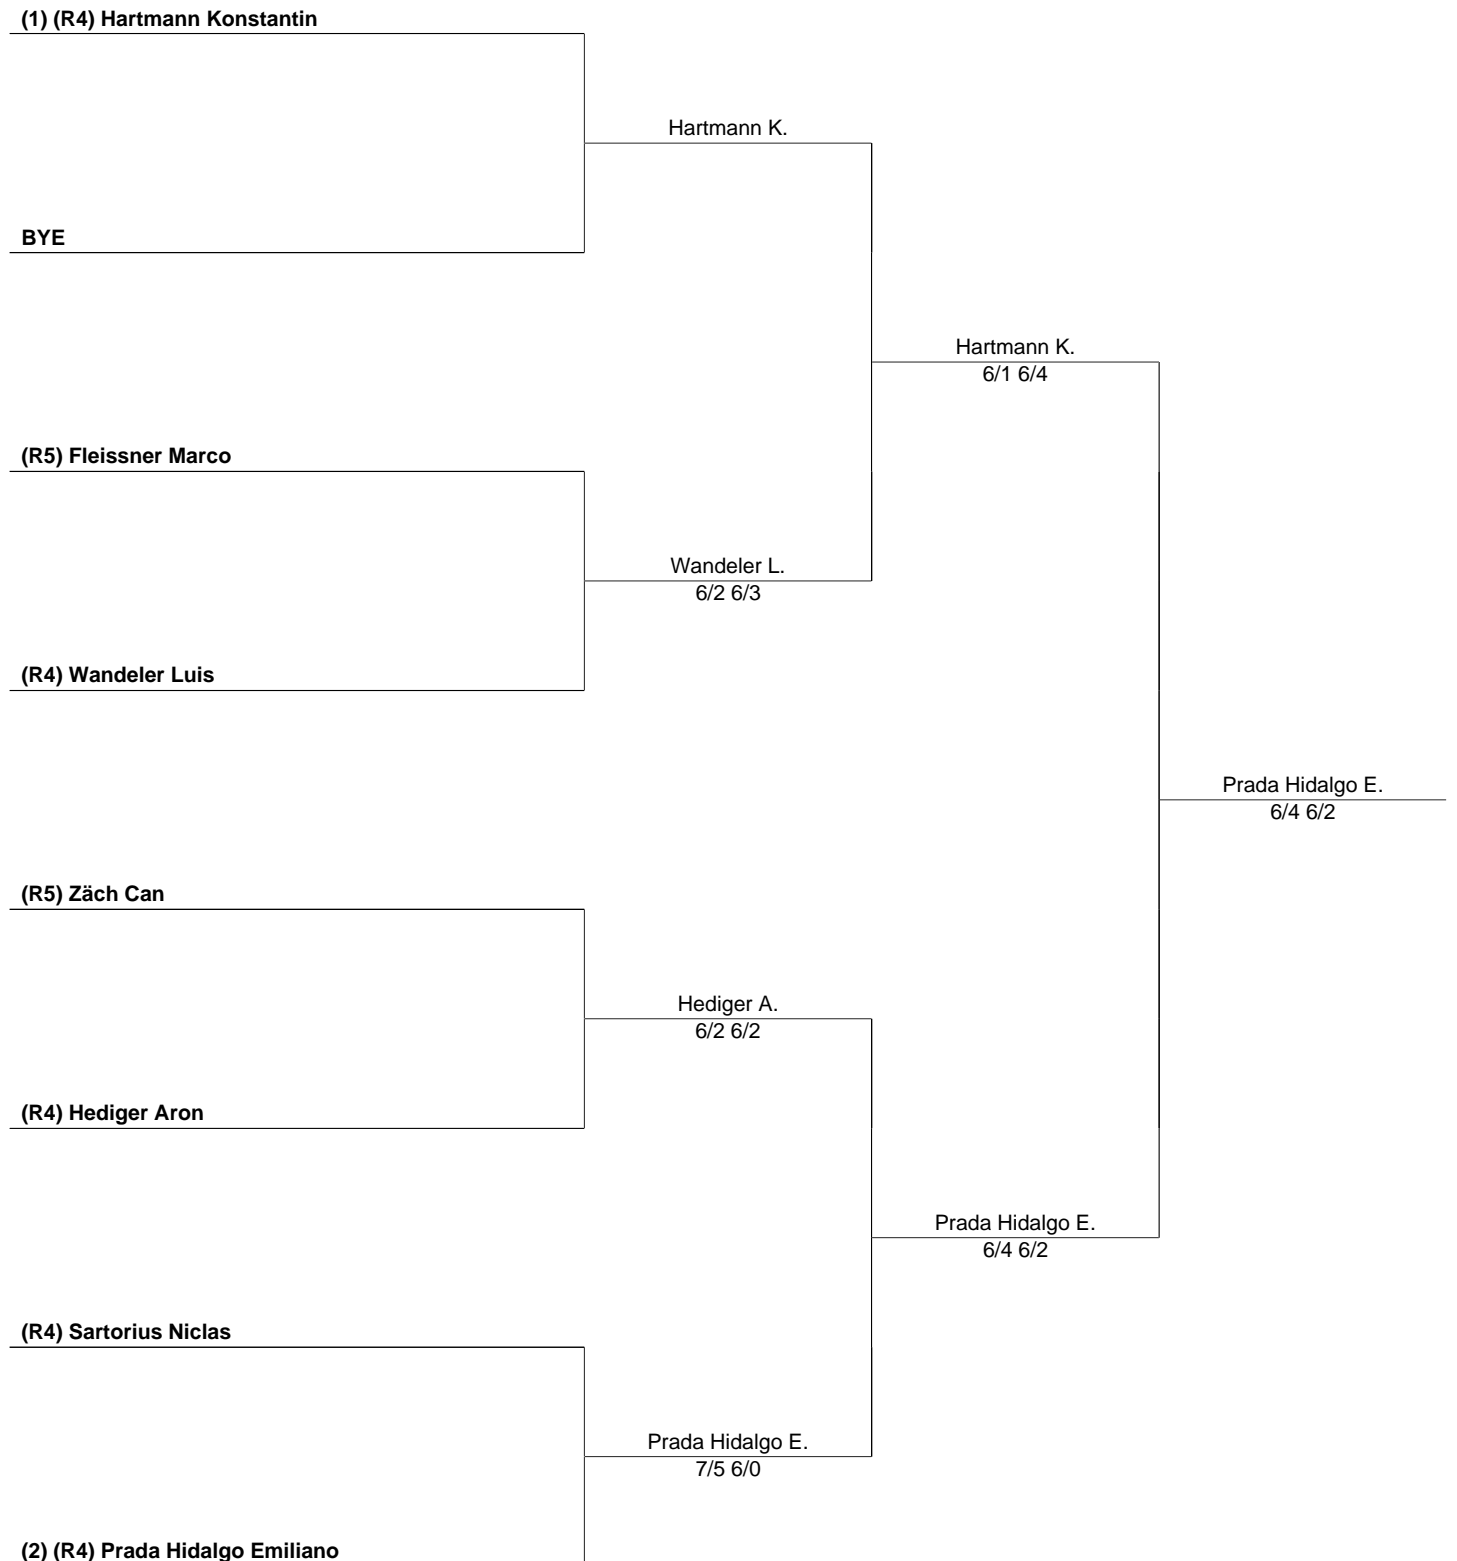 (1) (R4) Hartmann Konstantin
Hartmann K.
BYE
Hartmann K.
6/1 6/4
(R5) Fleissner Marco
Wandeler L.
6/2 6/3
(R4) Wandeler Luis
Prada Hidalgo E.
6/4 6/2
(R5) Zäch Can
Hediger A.
6/2 6/2
(R4) Hediger Aron
Prada Hidalgo E.
6/4 6/2
(R4) Sartorius Niclas
Prada Hidalgo E.
7/5 6/0
(2) (R4) Prada Hidalgo Emiliano